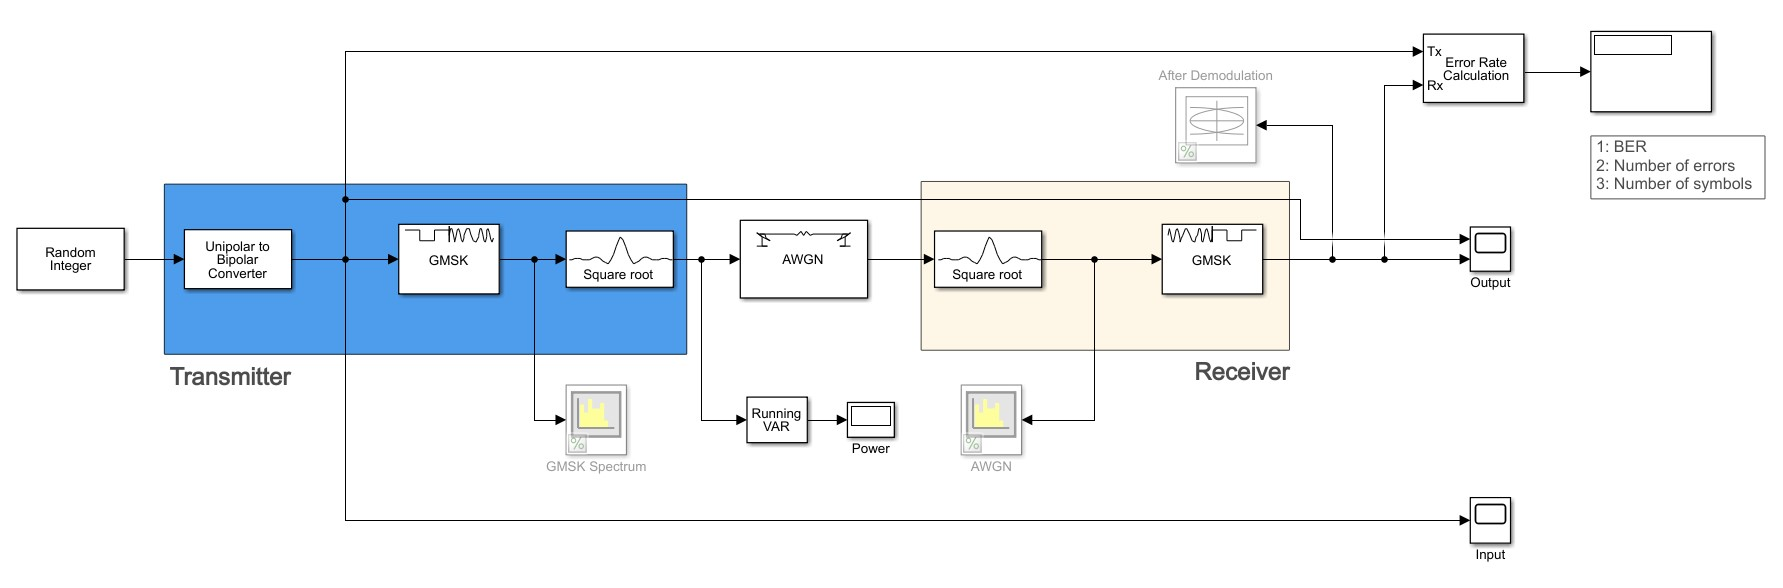 Tx
Error Rate
Calculation
Rx
After Demodulation
%
1: BER
2: Number of errors
3: Number of symbols
Random
Integer
Unipolar to
Bipolar
Converter
GMSK
Square root
AWGN
Square root
GMSK
Output
Transmitter
Receiver
%
GMSK Spectrum
Running
VAR
Power
%
AWGN
Input